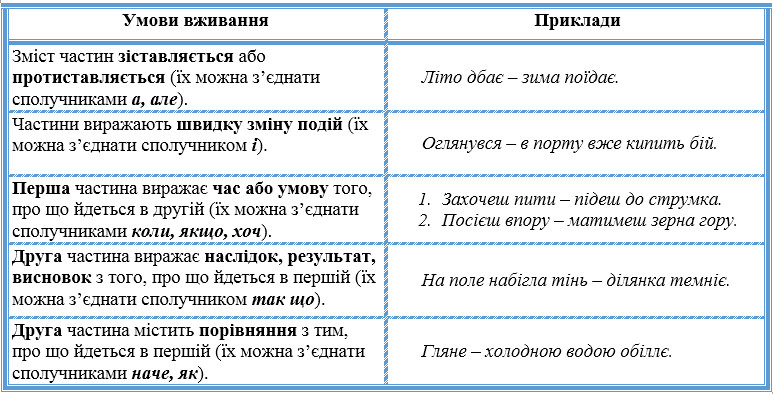 Умови вживання
Приклади
Зміст частин зіставляється або
протиставляється (їх можна з’єднати
сполучниками а, але).
Літо дбає – зима поїдає.
Частини виражають швидку зміну подій (їх
можна з’єднати сполучником і).
Оглянувся – в порту вже кипить бій.
Перша частина виражає час або умову того,
про що йдеться в другій (їх можна з’єднати
сполучниками коли, якщо, хоч).
1. Захочеш пити – підеш до струмка.
2. Посієш впору – матимеш зерна гору.
Друга частина виражає наслідок, результат,
висновок з того, про що йдеться в першій (їх
можна з’єднати сполучником так що).
На поле набігла тінь – ділянка темніє.
Друга частина містить порівняння з тим,
про що йдеться в першій (їх можна з’єднати
сполучниками наче, як).
Гляне – холодною водою обіллє.